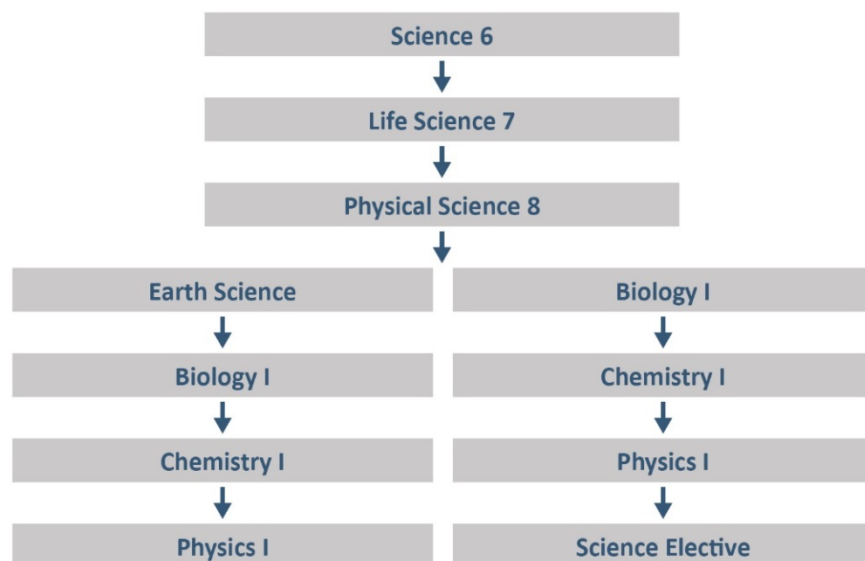 Science 6
Life Science 7
Physical Science 8
Earth Science
Biology I
Biology I
Chemistry I
Chemistry I
Physics I
Physics I
Science Elective